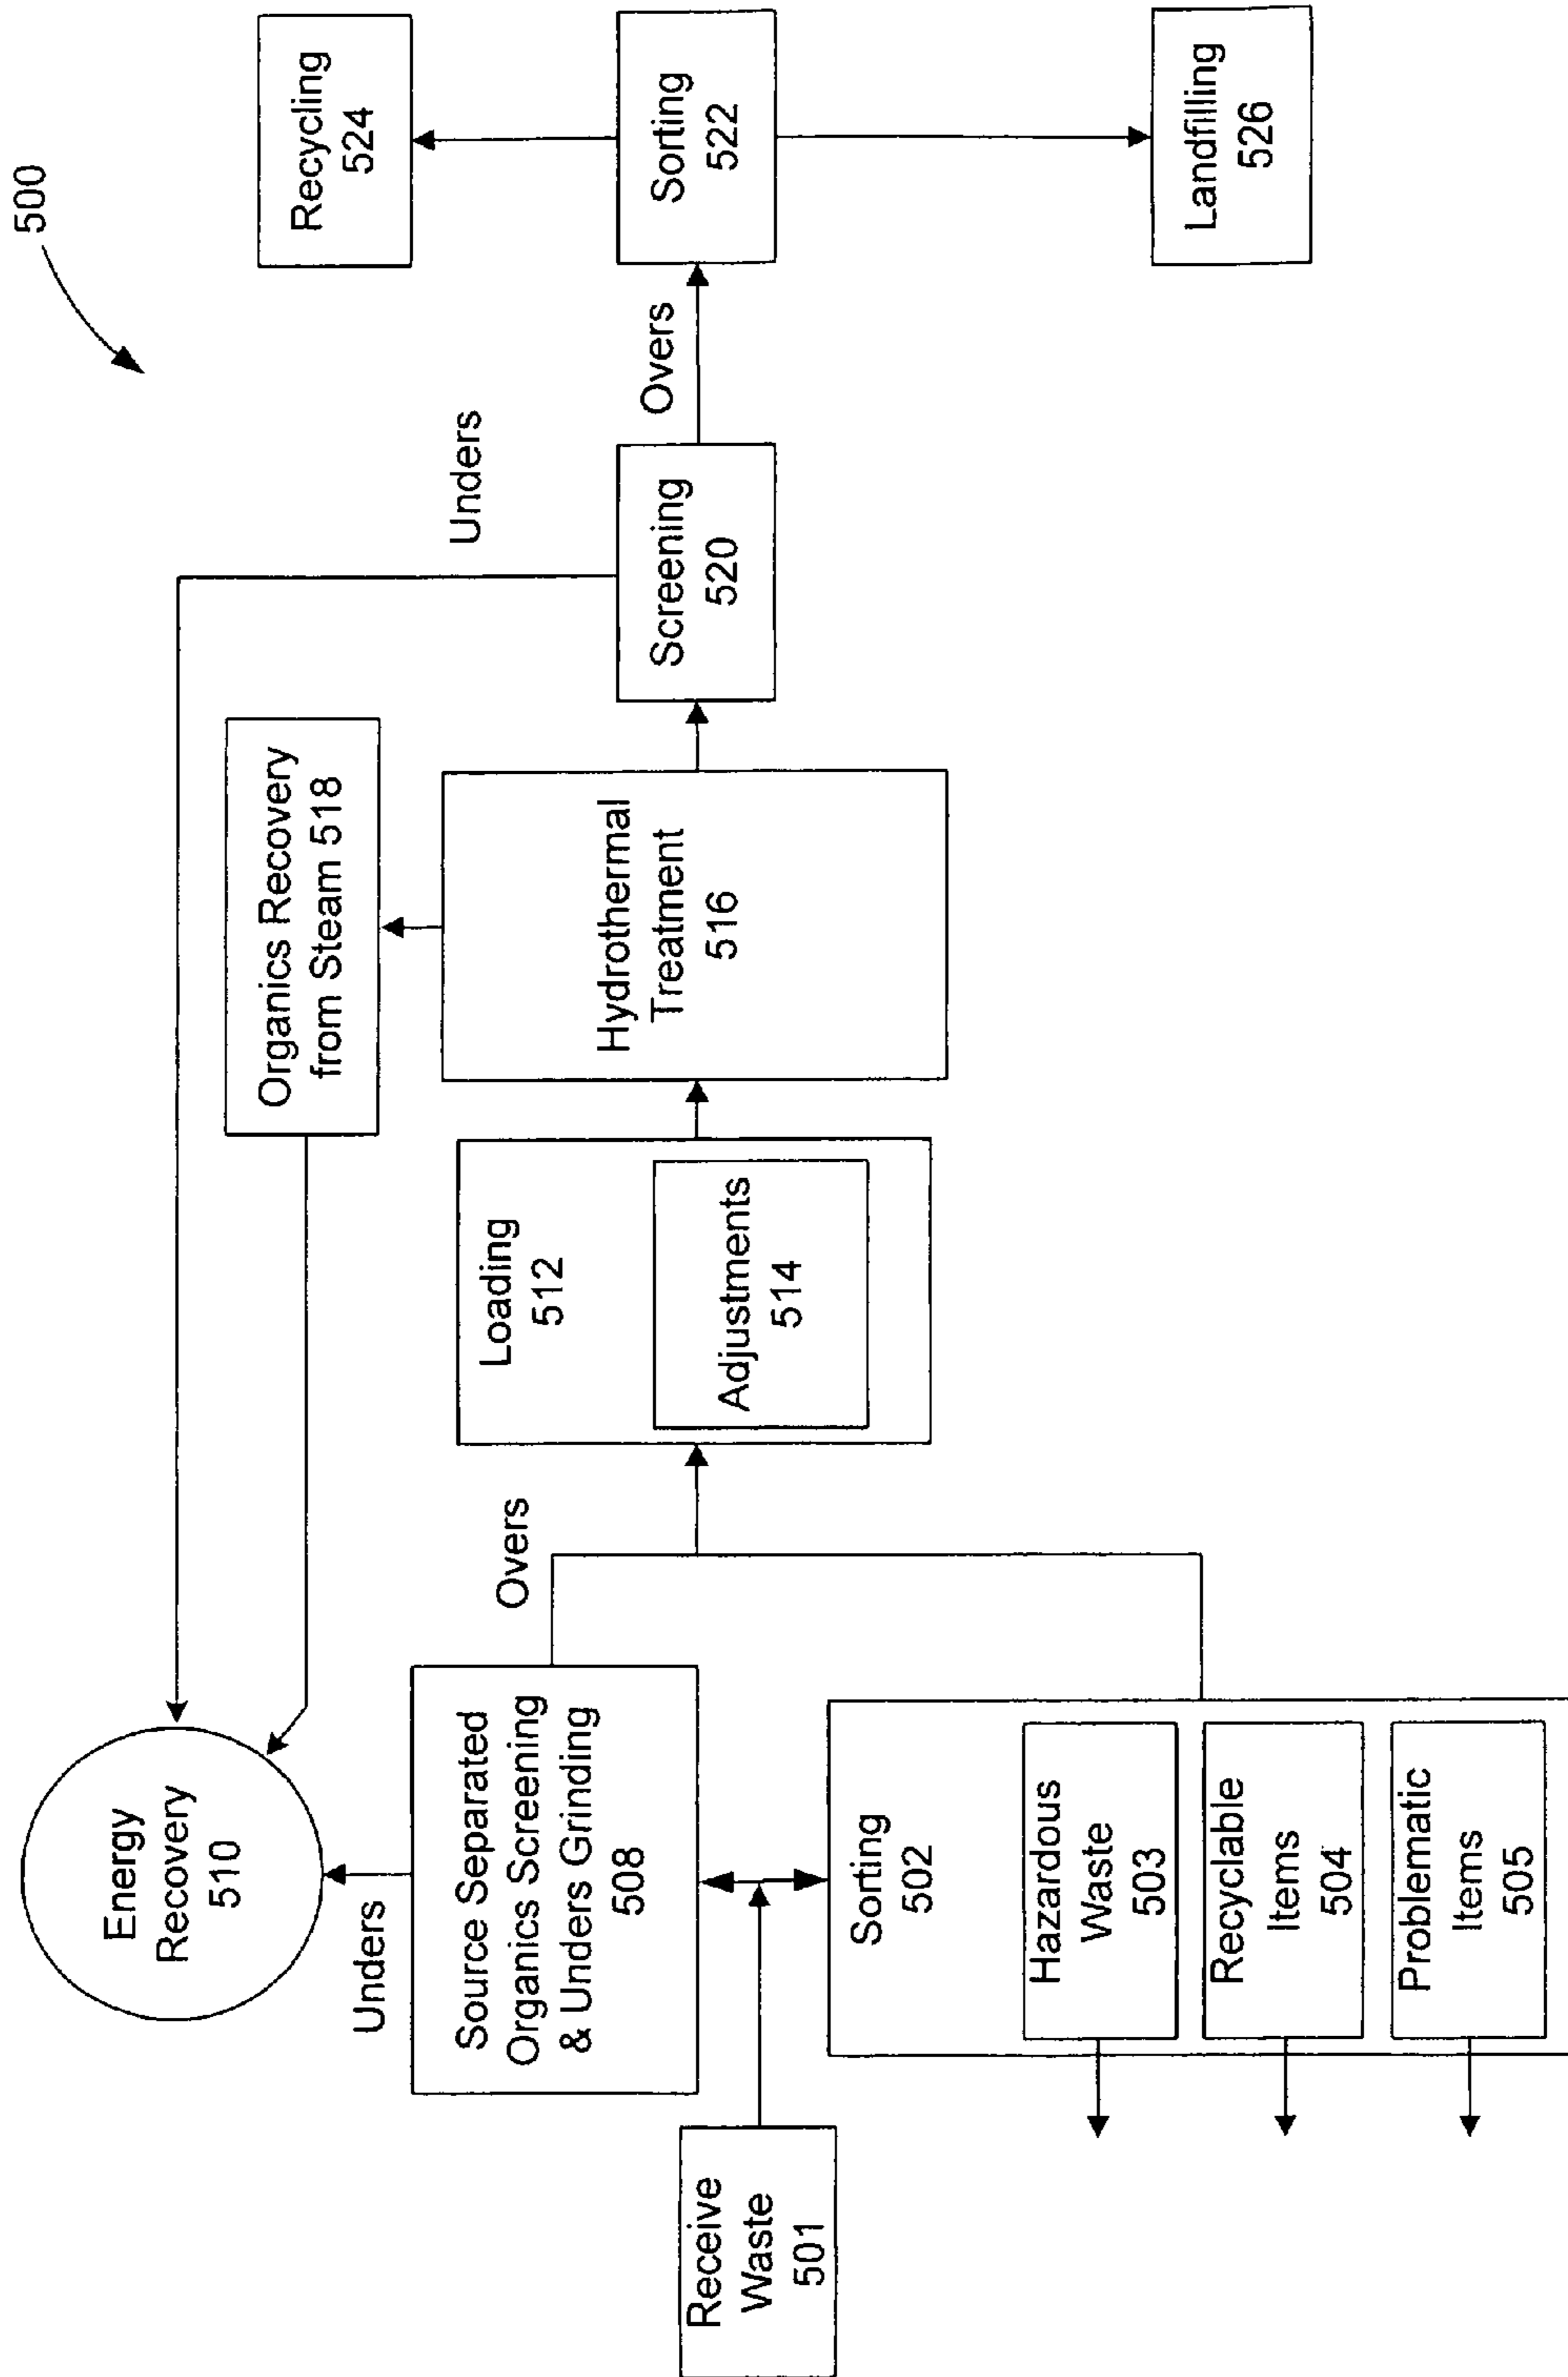 500
Energy
Recovery
510
Unders
Source Separated
Organics Screening
& Unders Grinding
508
Receive
Waste
501
Sorting
502
Hazardous
Waste
503
Recyclable
Items
504
Problematic
Items
505
Overs
Loading
512
Adjustments
514
Hydrothermal
Treatment
516
Organics Recovery
from Steam 518
Screening
520
Unders
Overs
Sorting
522
Recycling
524
Landfilling
526